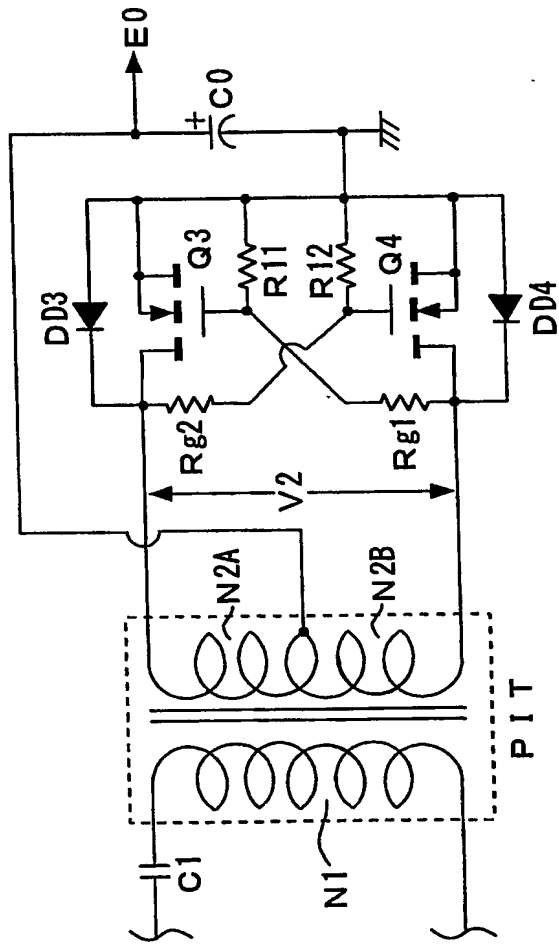 E0
+
C0
DD3
Q3
R11
R12
Q4
DD4
Rg2
Rg1
V2
N2A
N2B
PIT
C1
N1